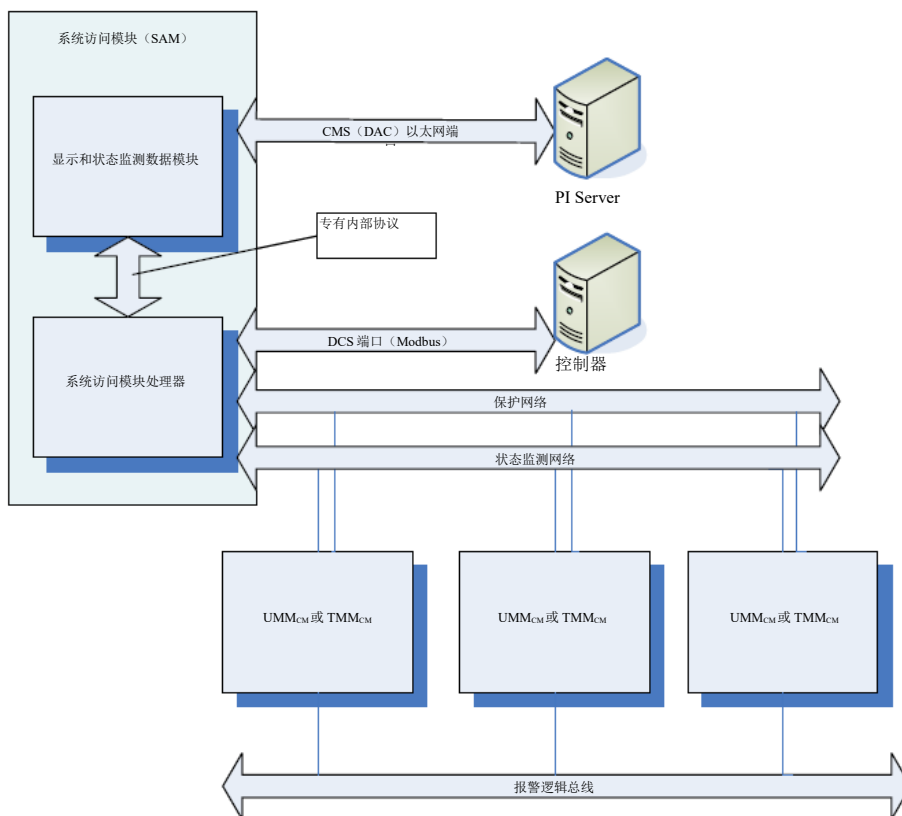 系统访问模块（SAM）
显示和状态监测数据模块
CMS（DAC）以太网端
口
PI Server
专有内部协议
系统访问模块处理器
DCS 端口（Modbus）
控制器
保护网络
状态监测网络
UMMCM 或 TMMCM
UMMCM 或 TMMCM
UMMCM 或 TMMCM
报警逻辑总线